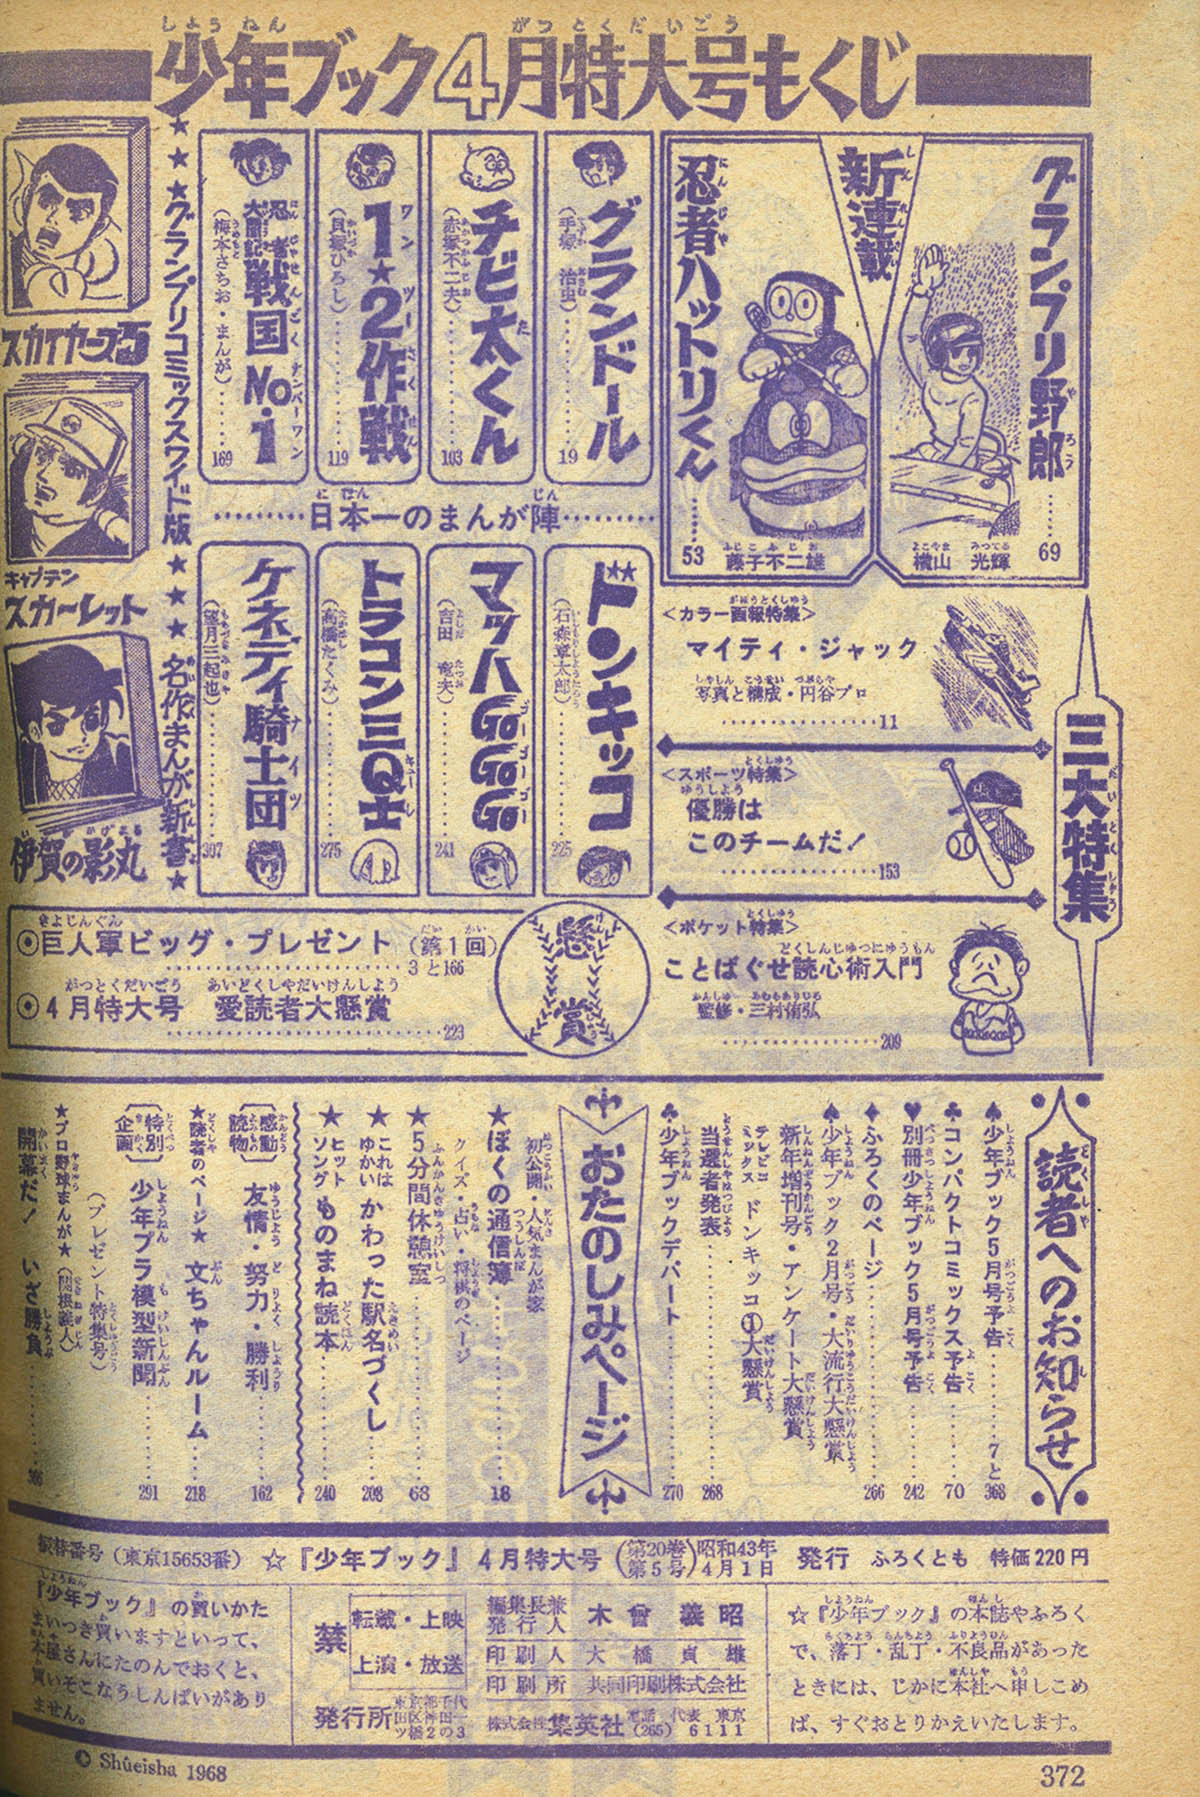 少年ブック4月特大号もくじ
新連載
グランプリ野郎……69
横山光輝
忍者ハットリくん……53
藤子不二雄
グランドール
(手塚治虫)……19
チビ太くん
(赤塚不二夫)……103
1★2作戦
(貝塚ひろし)……119
忍者太閤記 戦国No.1
(梅本さちお・まんが)……169
………日本一のまんが陣………
ドンキッコ
(石森章太郎)……225
マッハGoGoGo
(吉田竜夫)……241
トラコン三Q士
(高橋たくみ)……275
ケネディ騎士団
(望月三起也)……307
★★★グランプリコミックスワイド版★★★名作まんが新書★
スカイヤーズ5
キャプテンスカーレット
伊賀の影丸
三大特集
<カラー画報特集>
マイティ・ジャック
写真と構成・円谷プロ
……11
<スポーツ特集>
優勝は
このチームだ!
……153
<ポケット特集>
ことばぐせ読心術入門
監修・三村侑弘
……209
懸賞
◉巨人軍ビッグ・プレゼント(第1回)
……3と166
◉4月特大号 愛読者大懸賞
……223
読者へのお知らせ
♠少年ブック5月号予告……7と368
♣コンパクトコミックス予告……70
♥別冊少年ブック5月号予告……242
♦ふろくのページ……266
♠少年ブック2月号・大流行大懸賞
新年増刊号・アンケート大懸賞
テレビコミックス ドンキッコ①大懸賞
当選者発表……268
♣少年ブックデパート……270
おたのしみページ
初公開・人気まんが家
★ぼくの通信簿……18
クイズ・占い・将棋のページ
★5分間休憩室……68
★これはゆかい かわった駅名づくし……208
★ヒットソング ものまね読本……240
〔感動読物〕友情・努力・勝利……162
★読者のページ★文ちゃんルーム……218
〔特別企画〕少年プラ模型新聞……291
(プレゼント特集号)
★プロ野球まんが★(関根義人)
開幕だ!いざ勝負……386
振替番号(東京15653番) ☆『少年ブック』4月特大号(第20巻第5号)昭和43年4月1日 発行 ふろくとも 特価220円
☆『少年ブック』の本誌やふろく
で、落丁・乱丁・不良品があった
ときには、じかに本社へ申しこめ
ば、すぐおとりかえいたします。
編集長兼発行人 木曾義昭
印刷人 大橋貞雄
印刷所 共同印刷株式会社
株式会社 集英社 電話(265) 代表 東京6111
禁 転載・上映
上演・放送
発行所 東京都千代田区神田一ツ橋2の3
『少年ブック』の買いかた
まいつき買いますといって、
本屋さんにたのんでおくと、
買いそこなうしんぱいがあり
ません。
© Shûeisha 1968
372